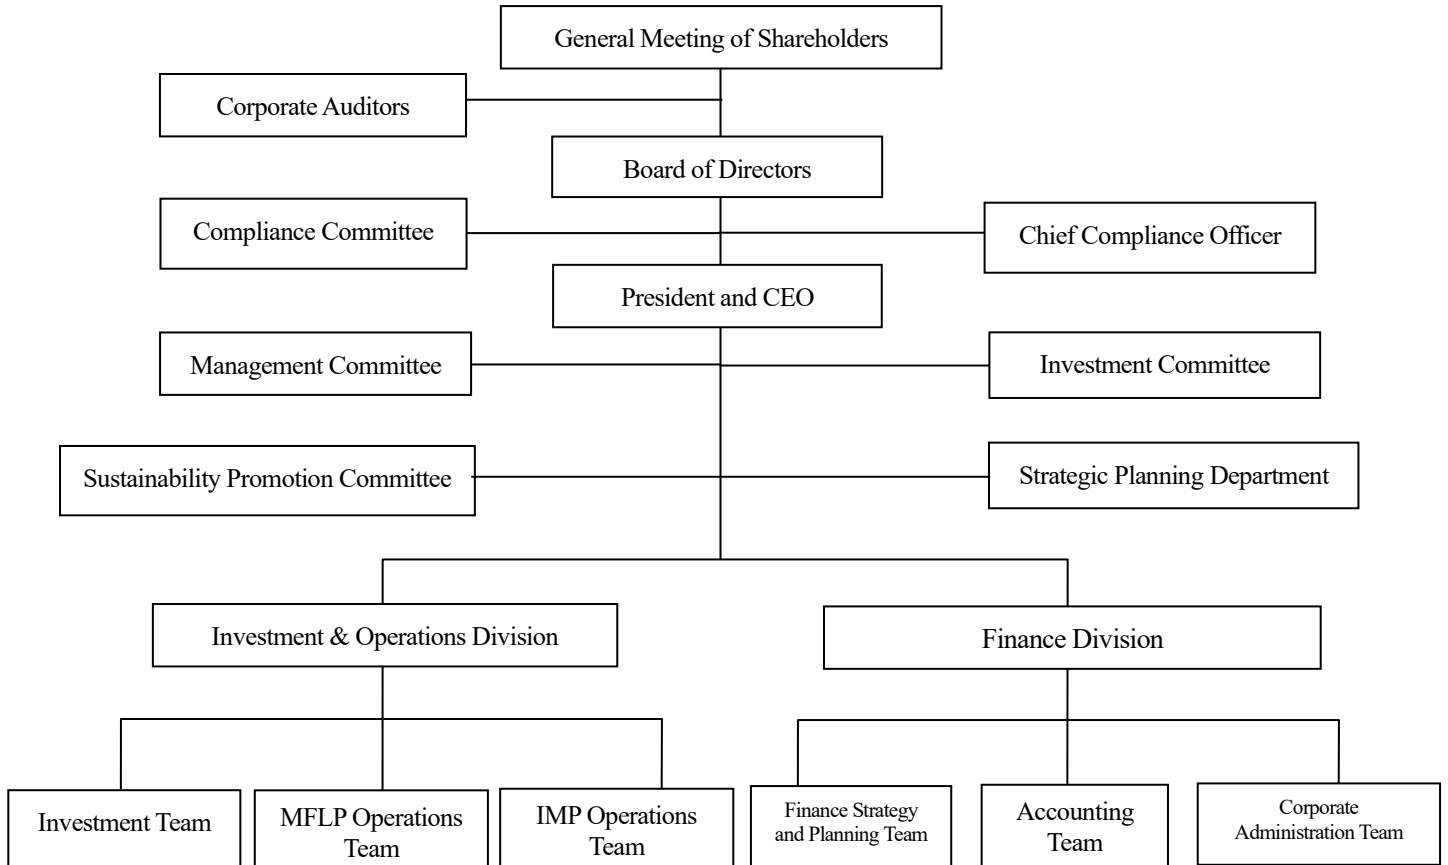 General Meeting of Shareholders
Corporate Auditors
Board of Directors
Compliance Committee
Chief Compliance Officer
President and CEO
Management Committee
Investment Committee
Sustainability Promotion Committee
Strategic Planning Department
Investment & Operations Division
Finance Division
Investment Team
MFLP Operations
Team
IMP Operations
Team
Finance Strategy
and Planning Team
Accounting
Team
Corporate
Administration Team